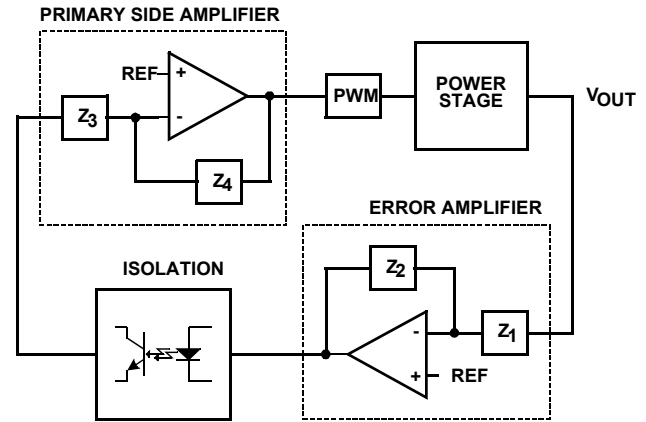 PRIMARY SIDE AMPLIFIER
REF
+
-
Z3
Z4
PWM
POWER
STAGE
VOUT
ERROR AMPLIFIER
ISOLATION
Z2
-
Z1
+
REF